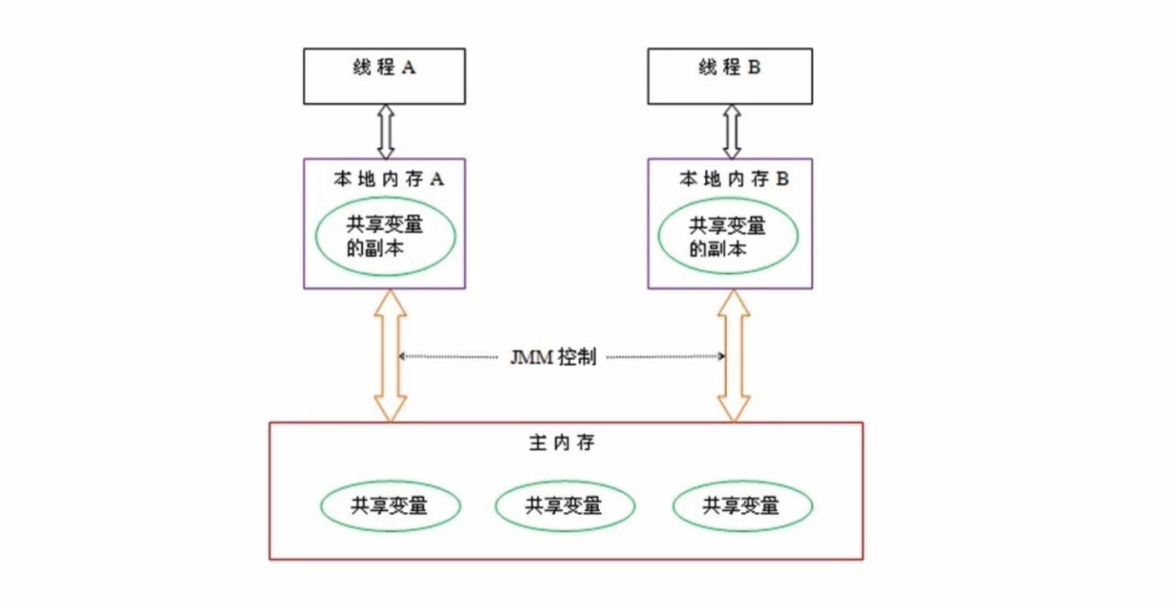 线程 A
线程 B
本地内存 A
本地内存 B
共享变量
的副本
共享变量
的副本
JMM 控制
主内存
共享变量
共享变量
共享变量